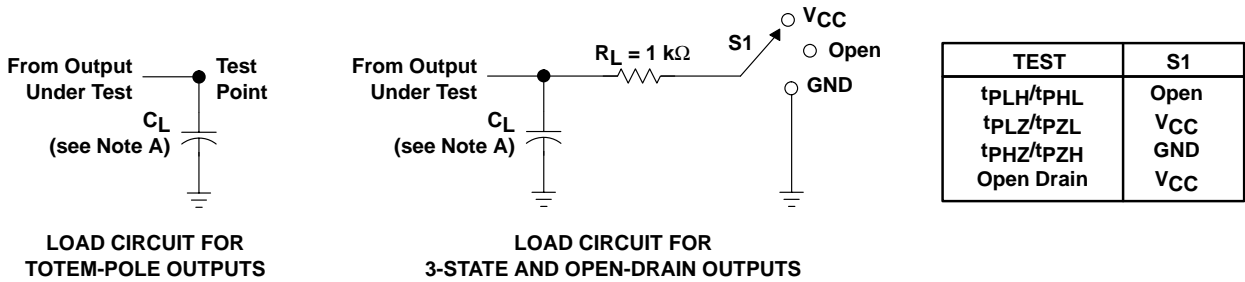 From Output
Under Test
Test
Point
CL
(see Note A)
LOAD CIRCUIT FOR
TOTEM-POLE OUTPUTS
From Output
Under Test
RL = 1 kΩ
S1
VCC
Open
GND
CL
(see Note A)
LOAD CIRCUIT FOR
3-STATE AND OPEN-DRAIN OUTPUTS
TEST S1
tPLH/tPHL Open
tPLZ/tPZL VCC
tPHZ/tPZH GND
Open Drain VCC